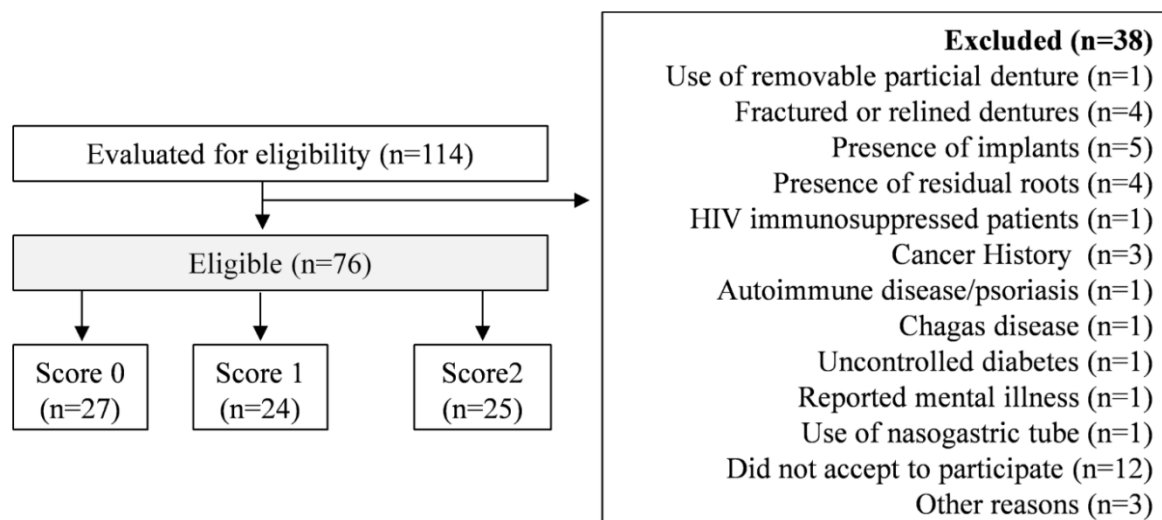 Evaluated for eligibility (n=114)
Eligible (n=76)
Score 0
(n=27)
Score 1
(n=24)
Score2
(n=25)
Excluded (n=38)
Use of removable particial denture (n=1)
Fractured or relined dentures (n=4)
Presence of implants (n=5)
Presence of residual roots (n=4)
HIV immunosuppressed patients (n=1)
Cancer History (n=3)
Autoimmune disease/psoriasis (n=1)
Chagas disease (n=1)
Uncontrolled diabetes (n=1)
Reported mental illness (n=1)
Use of nasogastric tube (n=1)
Did not accept to participate (n=12)
Other reasons (n=3)